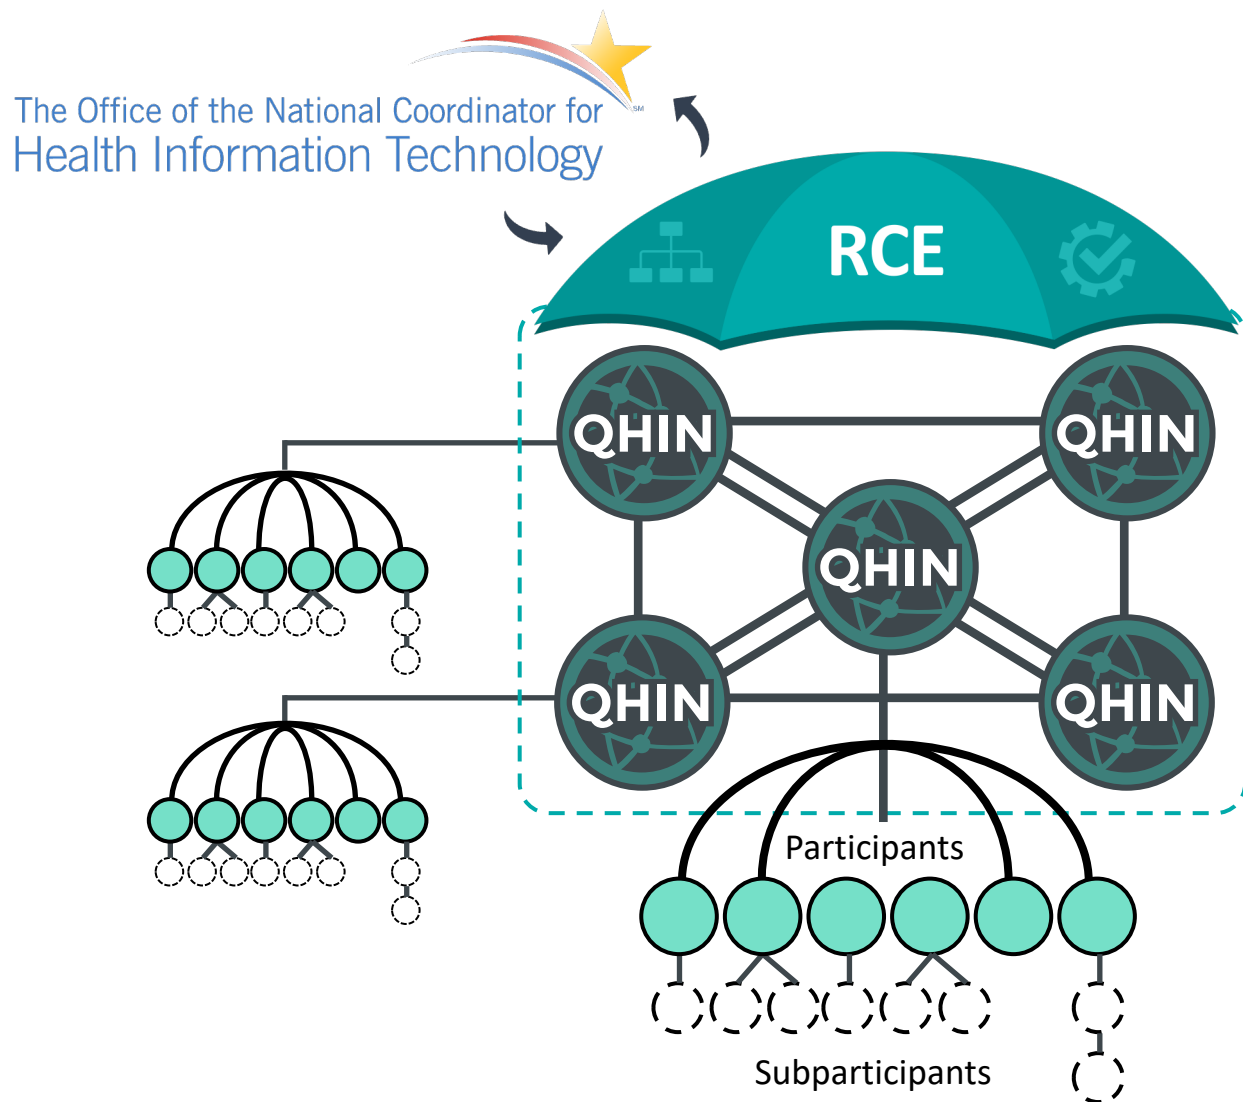 The Office of the National Coordinator for
Health Information Technology
SM
RCE
QHIN
QHIN
QHIN
QHIN
QHIN
Participants
Subparticipants